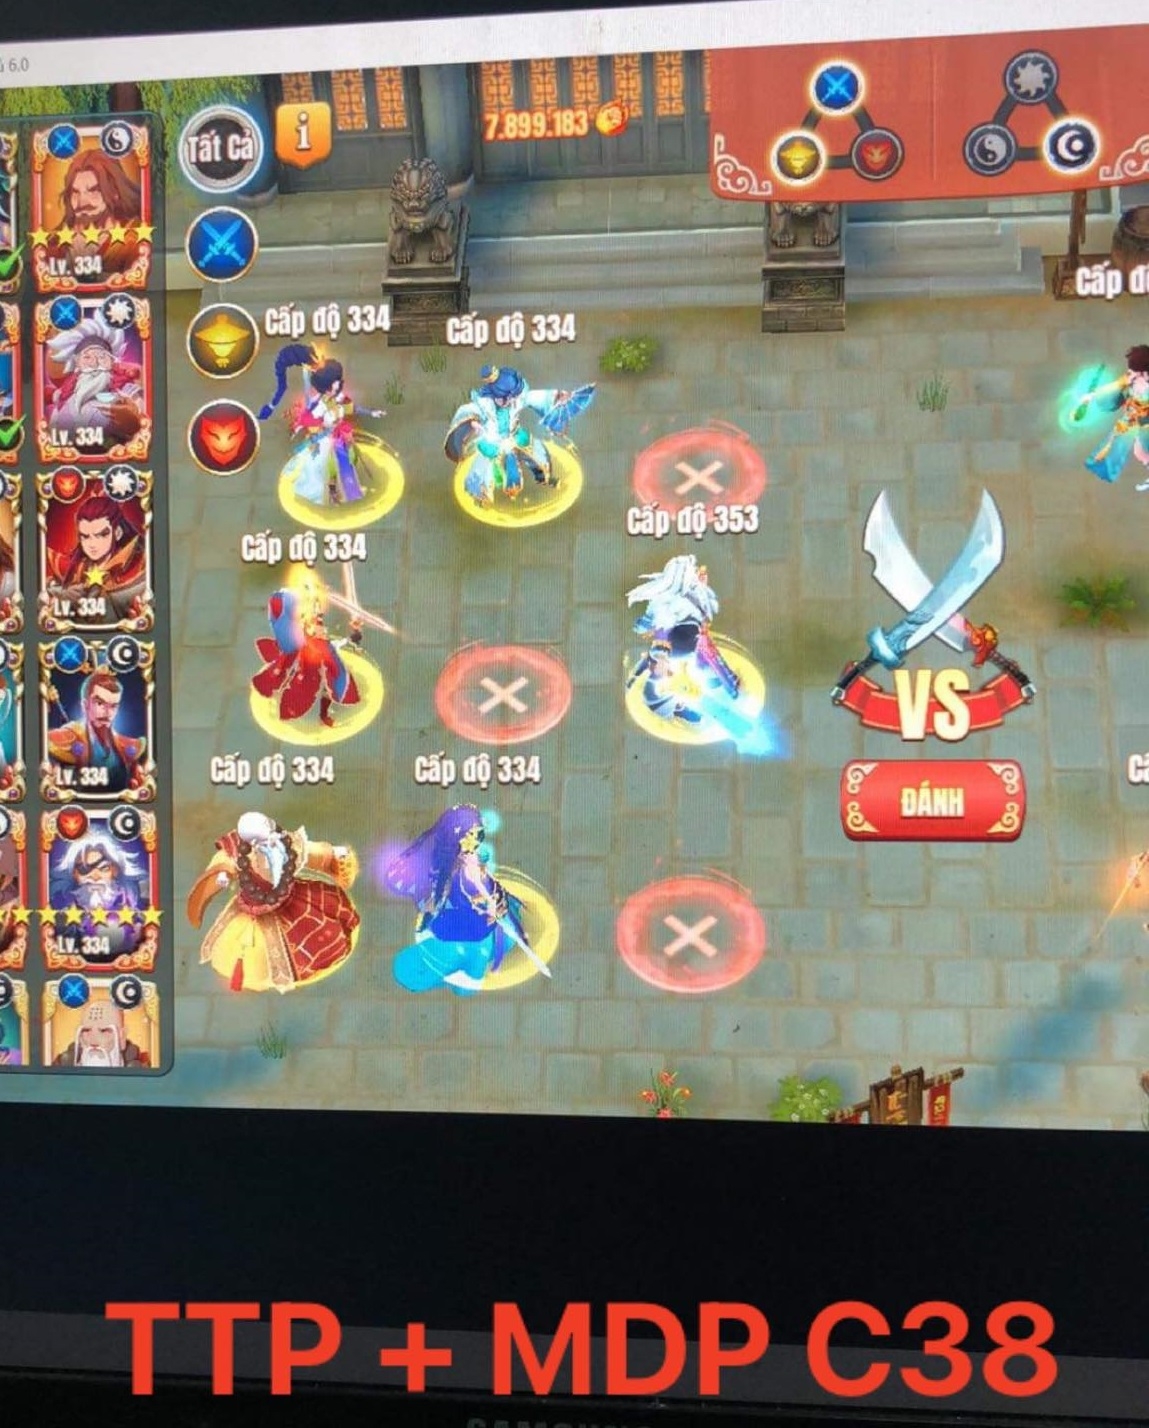 ú 6.0
Tất Cả
i
7.899.183
Lv. 334
Lv. 334
Lv. 334
Lv. 334
Lv. 334
Cấp độ 334
Cấp độ 334
Cấp độ 353
Cấp độ 334
Cấp độ 334
Cấp độ 334
VS
ĐÁNH
TTP + MDP C38
SAMSUNG